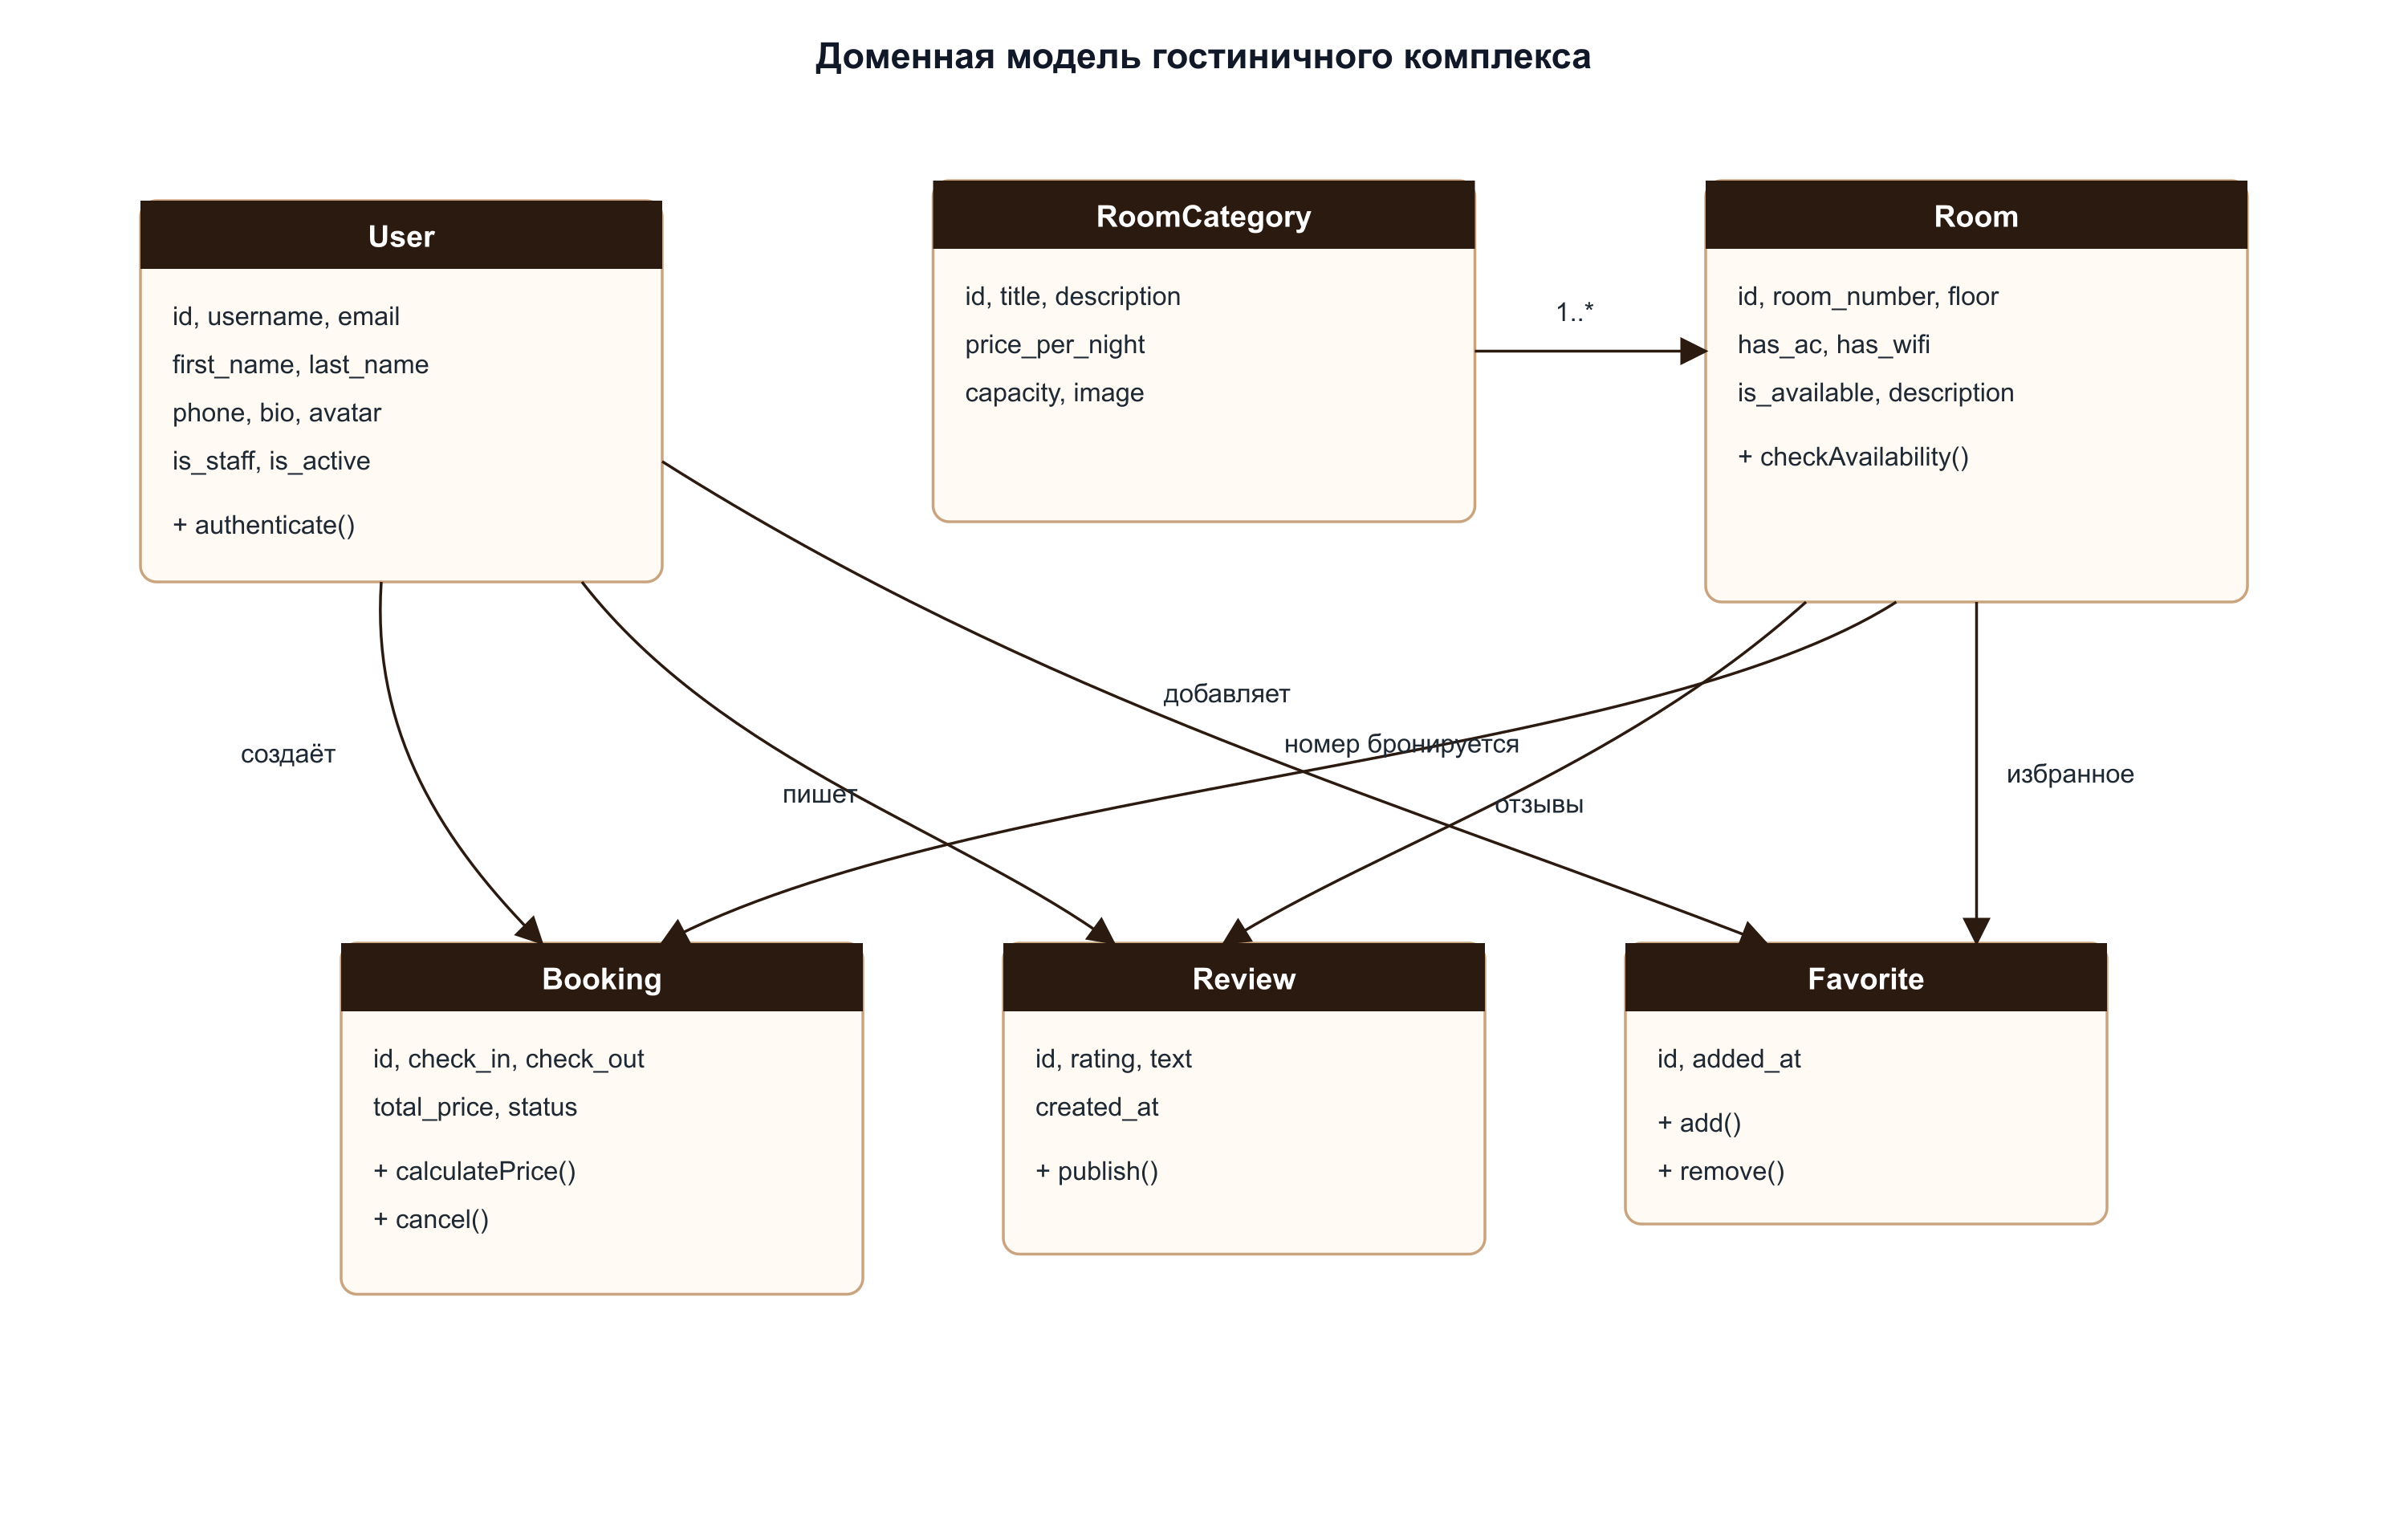 Доменная модель гостиничного комплекса
User
id, username, email
first_name, last_name
phone, bio, avatar
is_staff, is_active
+ authenticate()
RoomCategory
id, title, description
price_per_night
capacity, image
1..*
Room
id, room_number, floor
has_ac, has_wifi
is_available, description
+ checkAvailability()
добавляет
номер бронируется
создаёт
пишет
отзывы
избранное
Booking
id, check_in, check_out
total_price, status
+ calculatePrice()
+ cancel()
Review
id, rating, text
created_at
+ publish()
Favorite
id, added_at
+ add()
+ remove()